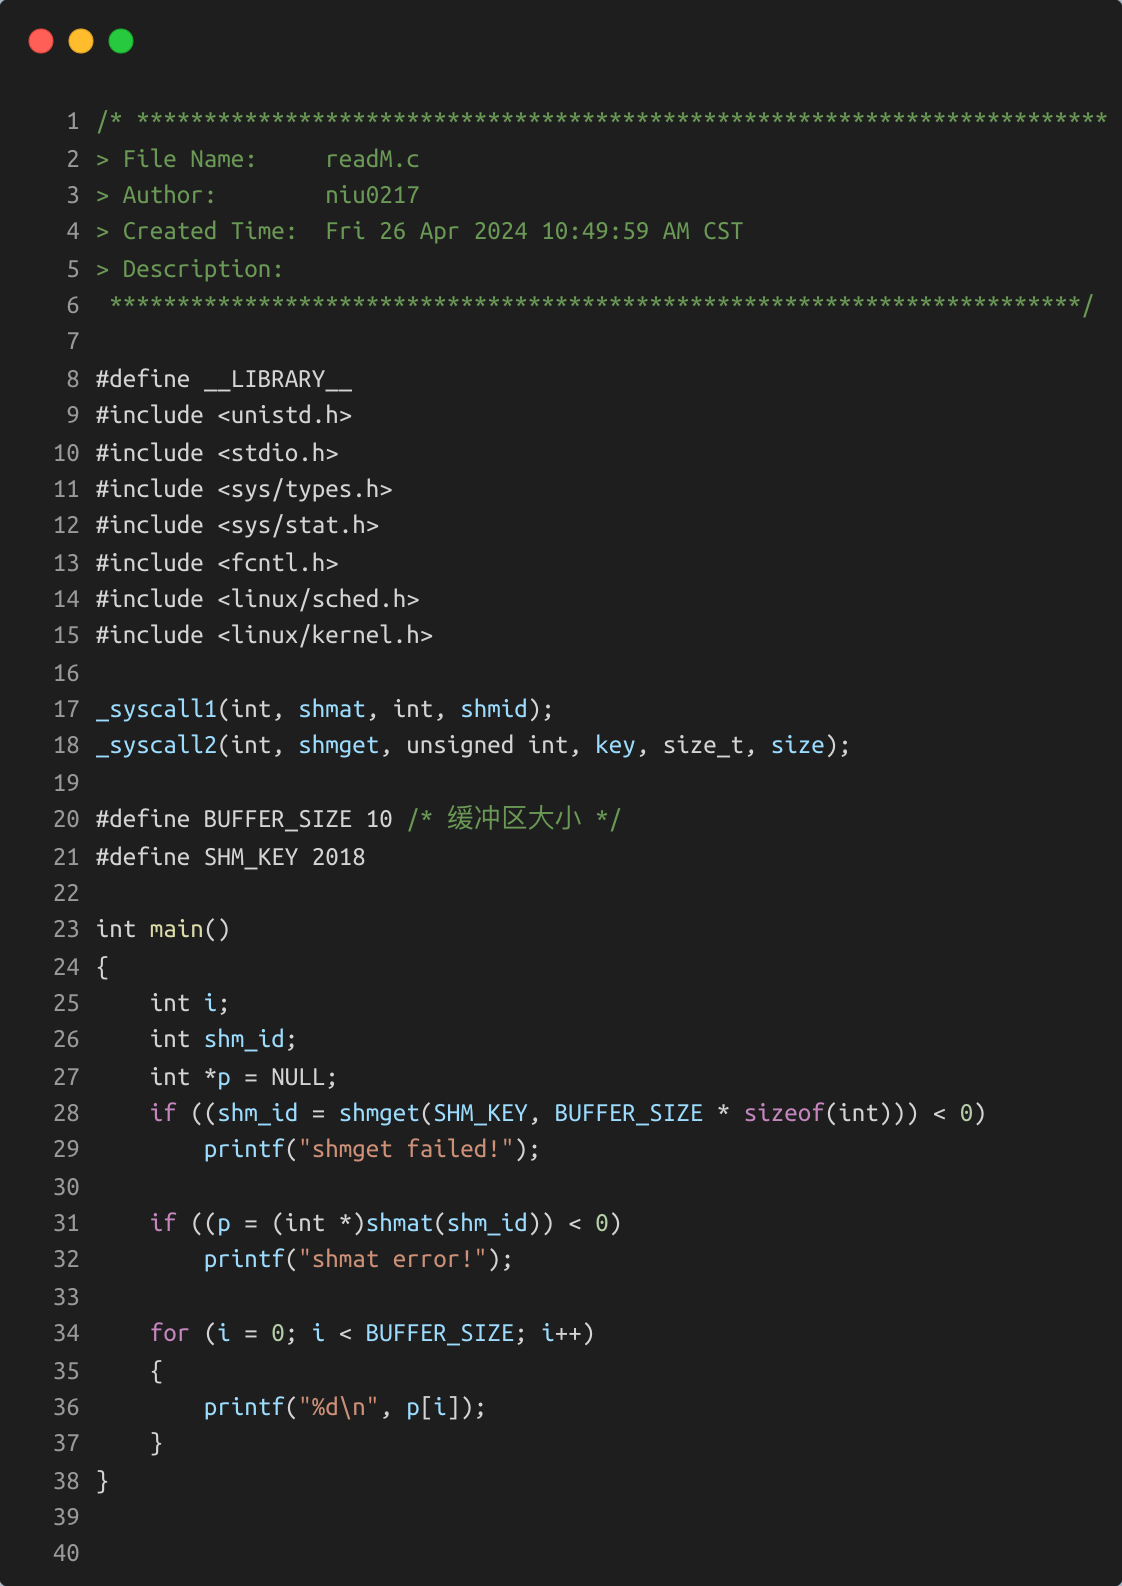 1 /* ************************************************************************
2 > File Name:     readM.c
3 > Author:        niu0217
4 > Created Time:  Fri 26 Apr 2024 10:49:59 AM CST
5 > Description:
6  ************************************************************************/
7
8 #define __LIBRARY__
9 #include <unistd.h>
10 #include <stdio.h>
11 #include <sys/types.h>
12 #include <sys/stat.h>
13 #include <fcntl.h>
14 #include <linux/sched.h>
15 #include <linux/kernel.h>
16
17 _syscall1(int, shmat, int, shmid);
18 _syscall2(int, shmget, unsigned int, key, size_t, size);
19
20 #define BUFFER_SIZE 10 /* 缓冲区大小 */
21 #define SHM_KEY 2018
22
23 int main()
24 {
25     int i;
26     int shm_id;
27     int *p = NULL;
28     if ((shm_id = shmget(SHM_KEY, BUFFER_SIZE * sizeof(int))) < 0)
29         printf("shmget failed!");
30
31     if ((p = (int *)shmat(shm_id)) < 0)
32         printf("shmat error!");
33
34     for (i = 0; i < BUFFER_SIZE; i++)
35     {
36         printf("%d\n", p[i]);
37     }
38 }
39
40